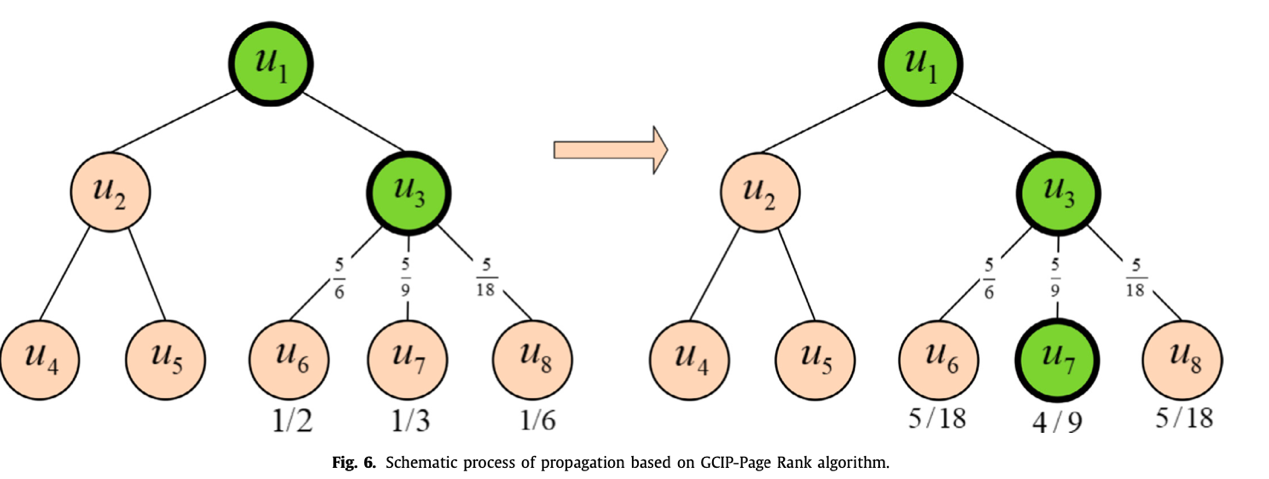 u1 u1
u2 u3 u2 u3
5/6 5/9 5/18 5/6 5/9 5/18
u4 u5 u6 u7 u8 u4 u5 u6 u7 u8
1/2 1/3 1/6 5/18 4/9 5/18
Fig. 6. Schematic process of propagation based on GCIP-Page Rank algorithm.